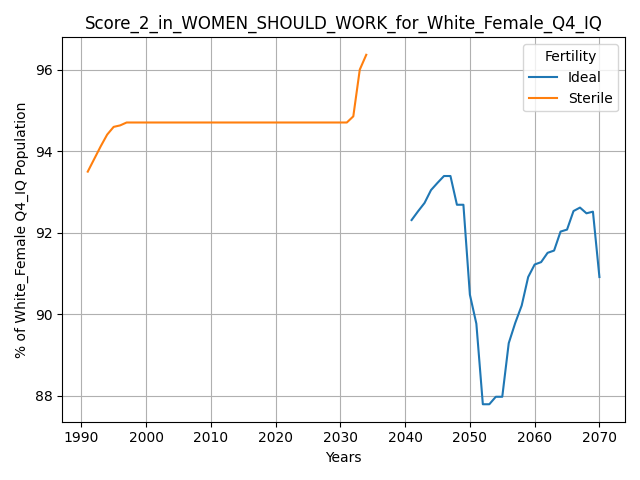 Score_2_in_WOMEN_SHOULD_WORK_for_White_Female_Q4_IQ
Fertility
Ideal
Sterile
% of White_Female Q4_IQ Population
96
94
92
90
88
1990 2000 2010 2020 2030 2040 2050 2060 2070
Years